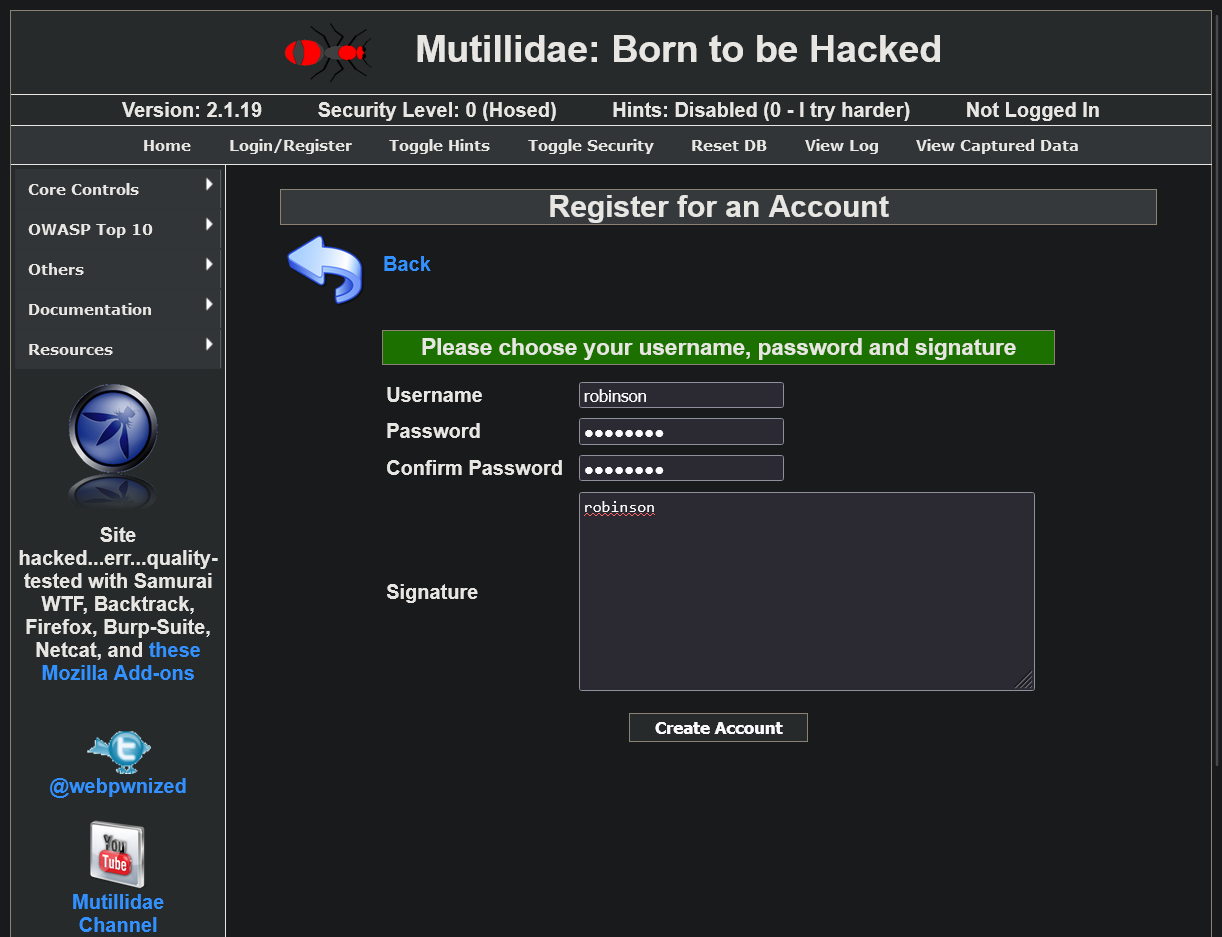 Mutillidae: Born to be Hacked
Version: 2.1.19 Security Level: 0 (Hosed) Hints: Disabled (0 - I try harder) Not Logged In
Home Login/Register Toggle Hints Toggle Security Reset DB View Log View Captured Data
Core Controls
OWASP Top 10
Others
Documentation
Resources
Site
hacked...err...quality-
tested with Samurai
WTF, Backtrack,
Firefox, Burp-Suite,
Netcat, and these
Mozilla Add-ons
@webpwnized
You
Tube
Mutillidae
Channel
Register for an Account
Back
Please choose your username, password and signature
Username robinson
Password ●●●●●●●●
Confirm Password ●●●●●●●●
Signature robinson
Create Account